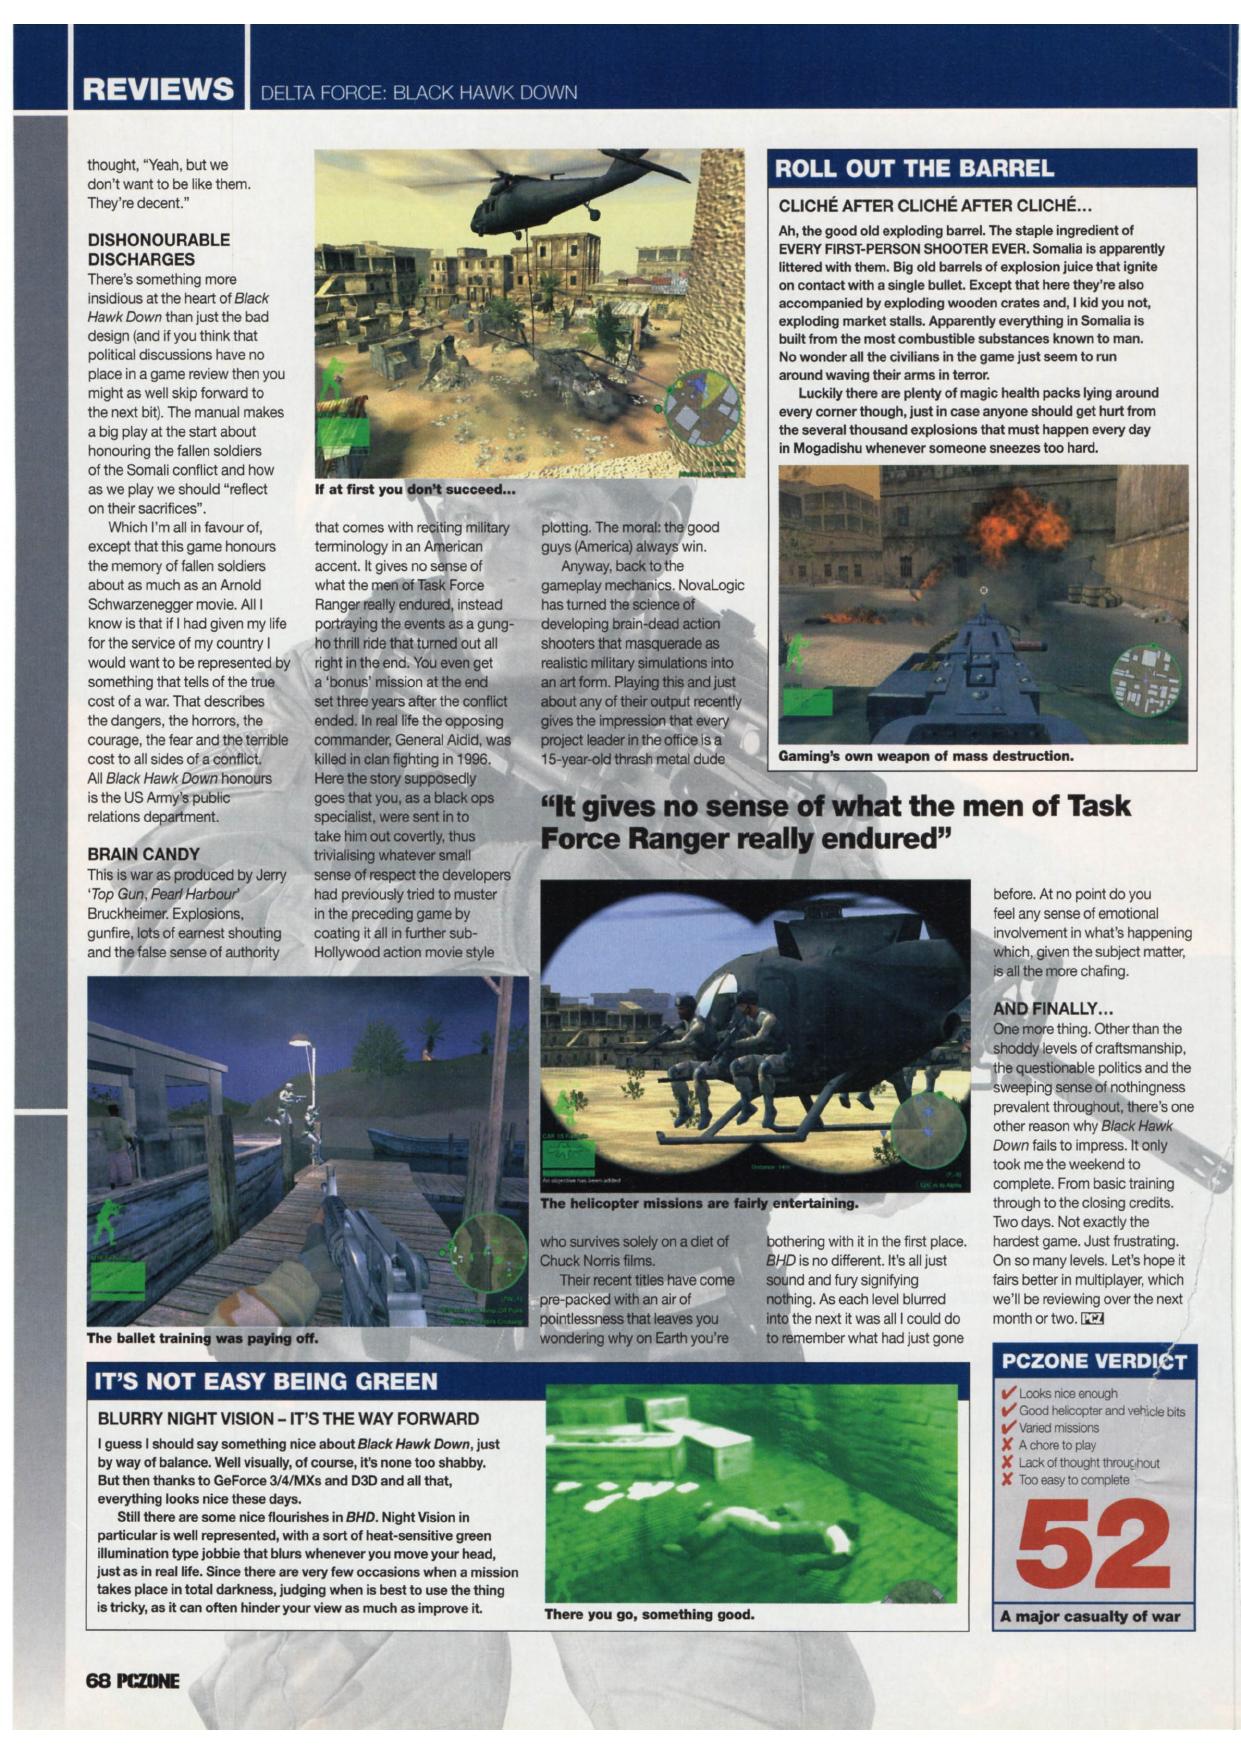 REVIEWS
DELTA FORCE: BLACK HAWK DOWN
thought, “Yeah, but we
don’t want to be like them.
They’re decent.”
DISHONOURABLE
DISCHARGES
There’s something more
insidious at the heart of Black
Hawk Down than just the bad
design (and if you think that
political discussions have no
place in a game review then you
might as well skip forward to
the next bit). The manual makes
a big play at the start about
honouring the fallen soldiers
of the Somali conflict and how
as we play we should “reflect
on their sacrifices”.
Which I’m all in favour of,
except that this game honours
the memory of fallen soldiers
about as much as an Arnold
Schwarzenegger movie. All I
know is that if I had given my life
for the service of my country I
would want to be represented by
something that tells of the true
cost of a war. That describes
the dangers, the horrors, the
courage, the fear and the terrible
cost to all sides of a conflict.
All Black Hawk Down honours
is the US Army’s public
relations department.
BRAIN CANDY
This is war as produced by Jerry
‘Top Gun, Pearl Harbour’
Bruckheimer. Explosions,
gunfire, lots of earnest shouting
and the false sense of authority
If at first you don’t succeed...
that comes with reciting military
terminology in an American
accent. It gives no sense of
what the men of Task Force
Ranger really endured, instead
portraying the events as a gung-
ho thrill ride that turned out all
right in the end. You even get
a ‘bonus’ mission at the end
set three years after the conflict
ended. In real life the opposing
commander, General Aidid, was
killed in clan fighting in 1996.
Here the story supposedly
goes that you, as a black ops
specialist, were sent in to
take him out covertly, thus
trivialising whatever small
sense of respect the developers
had previously tried to muster
in the preceding game by
coating it all in further sub-
Hollywood action movie style
plotting. The moral: the good
guys (America) always win.
Anyway, back to the
gameplay mechanics. NovaLogic
has turned the science of
developing brain-dead action
shooters that masquerade as
realistic military simulations into
an art form. Playing this and just
about any of their output recently
gives the impression that every
project leader in the office is a
15-year-old thrash metal dude
“It gives no sense of what the men of Task
Force Ranger really endured”
An objective has been added
The helicopter missions are fairly entertaining.
who survives solely on a diet of
Chuck Norris films.
Their recent titles have come
pre-packed with an air of
pointlessness that leaves you
wondering why on Earth you’re
bothering with it in the first place.
BHD is no different. It’s all just
sound and fury signifying
nothing. As each level blurred
into the next it was all I could do
to remember what had just gone
before. At no point do you
feel any sense of emotional
involvement in what’s happening
which, given the subject matter,
is all the more chafing.
AND FINALLY...
One more thing. Other than the
shoddy levels of craftsmanship,
the questionable politics and the
sweeping sense of nothingness
prevalent throughout, there’s one
other reason why Black Hawk
Down fails to impress. It only
took me the weekend to
complete. From basic training
through to the closing credits.
Two days. Not exactly the
hardest game. Just frustrating.
On so many levels. Let’s hope it
fairs better in multiplayer, which
we’ll be reviewing over the next
month or two. PCZ
The ballet training was paying off.
ROLL OUT THE BARREL
CLICHÉ AFTER CLICHÉ AFTER CLICHÉ...
Ah, the good old exploding barrel. The staple ingredient of
EVERY FIRST-PERSON SHOOTER EVER. Somalia is apparently
littered with them. Big old barrels of explosion juice that ignite
on contact with a single bullet. Except that here they’re also
accompanied by exploding wooden crates and, I kid you not,
exploding market stalls. Apparently everything in Somalia is
built from the most combustible substances known to man.
No wonder all the civilians in the game just seem to run
around waving their arms in terror.
Luckily there are plenty of magic health packs lying around
every corner though, just in case anyone should get hurt from
the several thousand explosions that must happen every day
in Mogadishu whenever someone sneezes too hard.
Gaming’s own weapon of mass destruction.
IT’S NOT EASY BEING GREEN
BLURRY NIGHT VISION – IT’S THE WAY FORWARD
I guess I should say something nice about Black Hawk Down, just
by way of balance. Well visually, of course, it’s none too shabby.
But then thanks to GeForce 3/4/MXs and D3D and all that,
everything looks nice these days.
Still there are some nice flourishes in BHD. Night Vision in
particular is well represented, with a sort of heat-sensitive green
illumination type jobbie that blurs whenever you move your head,
just as in real life. Since there are very few occasions when a mission
takes place in total darkness, judging when is best to use the thing
is tricky, as it can often hinder your view as much as improve it.
There you go, something good.
PCZONE VERDICT
✓ Looks nice enough
✓ Good helicopter and vehicle bits
✓ Varied missions
✗ A chore to play
✗ Lack of thought throughout
✗ Too easy to complete
52
A major casualty of war
68 PCZONE